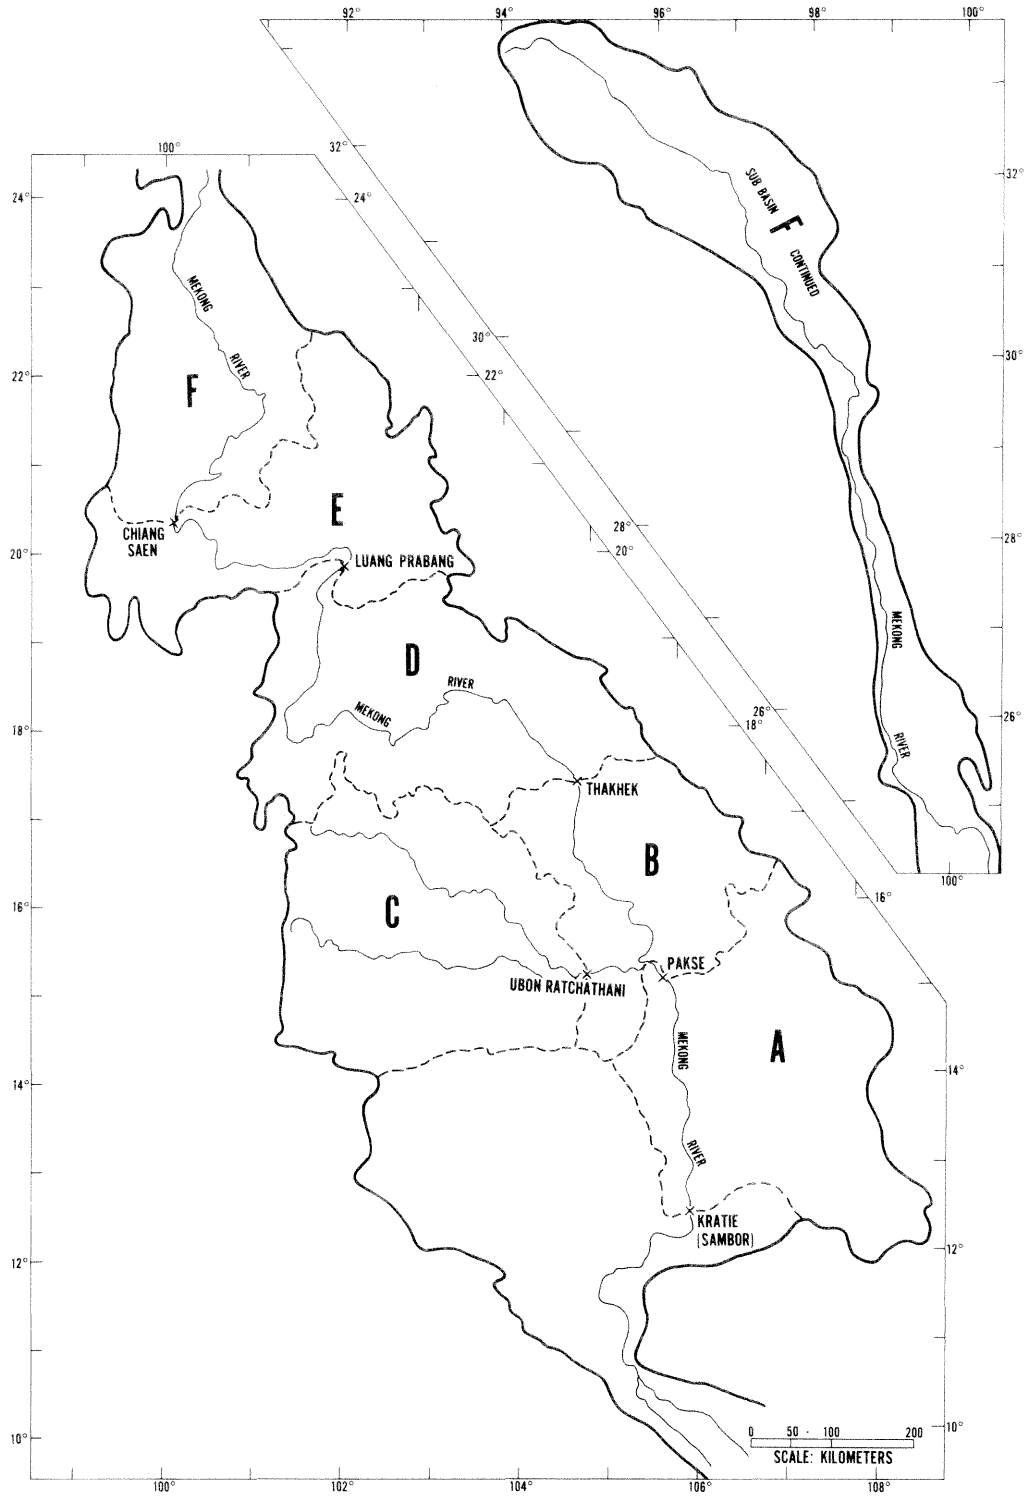 92°
94°
96°
98°
100°
100°
32°
24°
24°
32°
SUB BASIN
F
CONTINUED
MEKONG
RIVER
30°
22°
22°
30°
F
E
28°
20°
20°
28°
CHIANG
SAEN
LUANG PRABANG
MEKONG
RIVER
D
RIVER
MEKONG
26°
18°
18°
26°
THAKHEK
B
100°
16°
16°
C
PAKSE
UBON RATCHATHANI
A
MEKONG
RIVER
14°
14°
KRATIE
(SAMBOR)
12°
12°
10°
10°
0 50 100 200
SCALE: KILOMETERS
100°
102°
104°
106°
108°